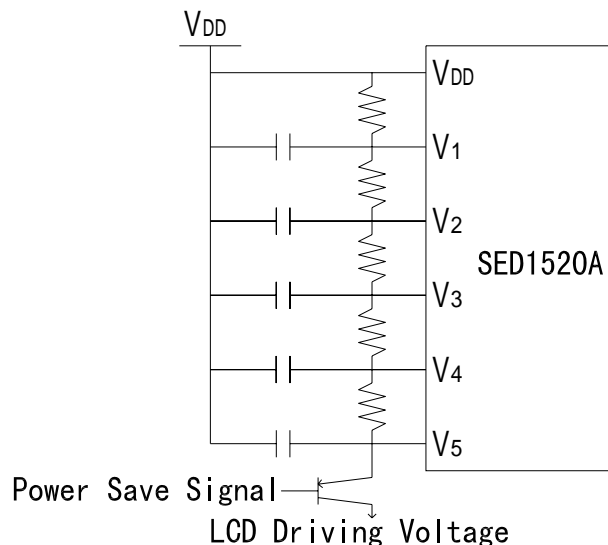 VDD
VDD
V1
V2
SED1520A
V3
V4
V5
Power Save Signal
LCD Driving Voltage